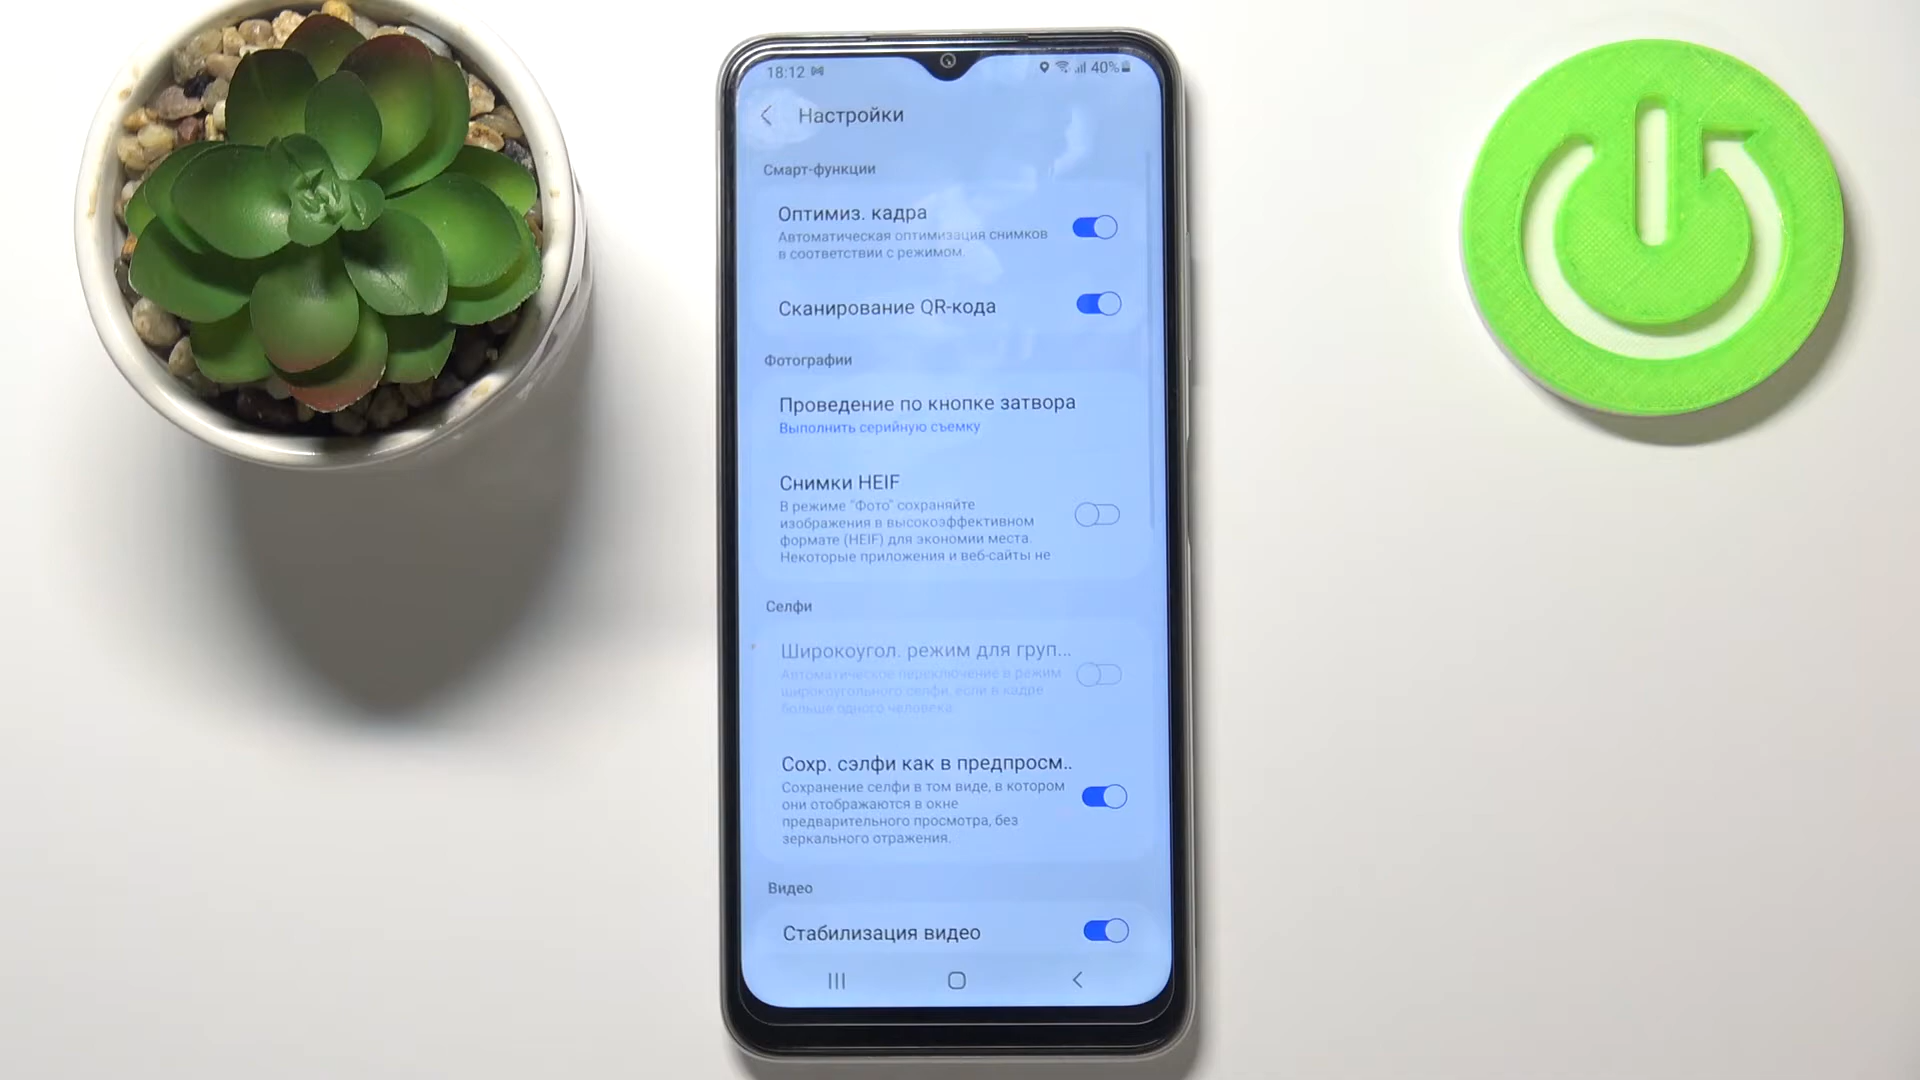 18:12
40%
Настройки
Смарт-функции
Оптимиз. кадра
Автоматическая оптимизация снимков
в соответствии с режимом.
Сканирование QR-кода
Фотографии
Проведение по кнопке затвора
Выполнить серийную съемку
Снимки HEIF
В режиме "Фото" сохраняйте
изображения в высокоэффективном
формате (HEIF) для экономии места.
Некоторые приложения и веб-сайты не
Селфи
Широкоугол. режим для груп...
Автоматическое переключение в режим
широкоугольного селфи, если в кадре
больше одного человека.
Сохр. сэлфи как в предпросм..
Сохранение селфи в том виде, в котором
они отображаются в окне
предварительного просмотра, без
зеркального отражения.
Видео
Стабилизация видео